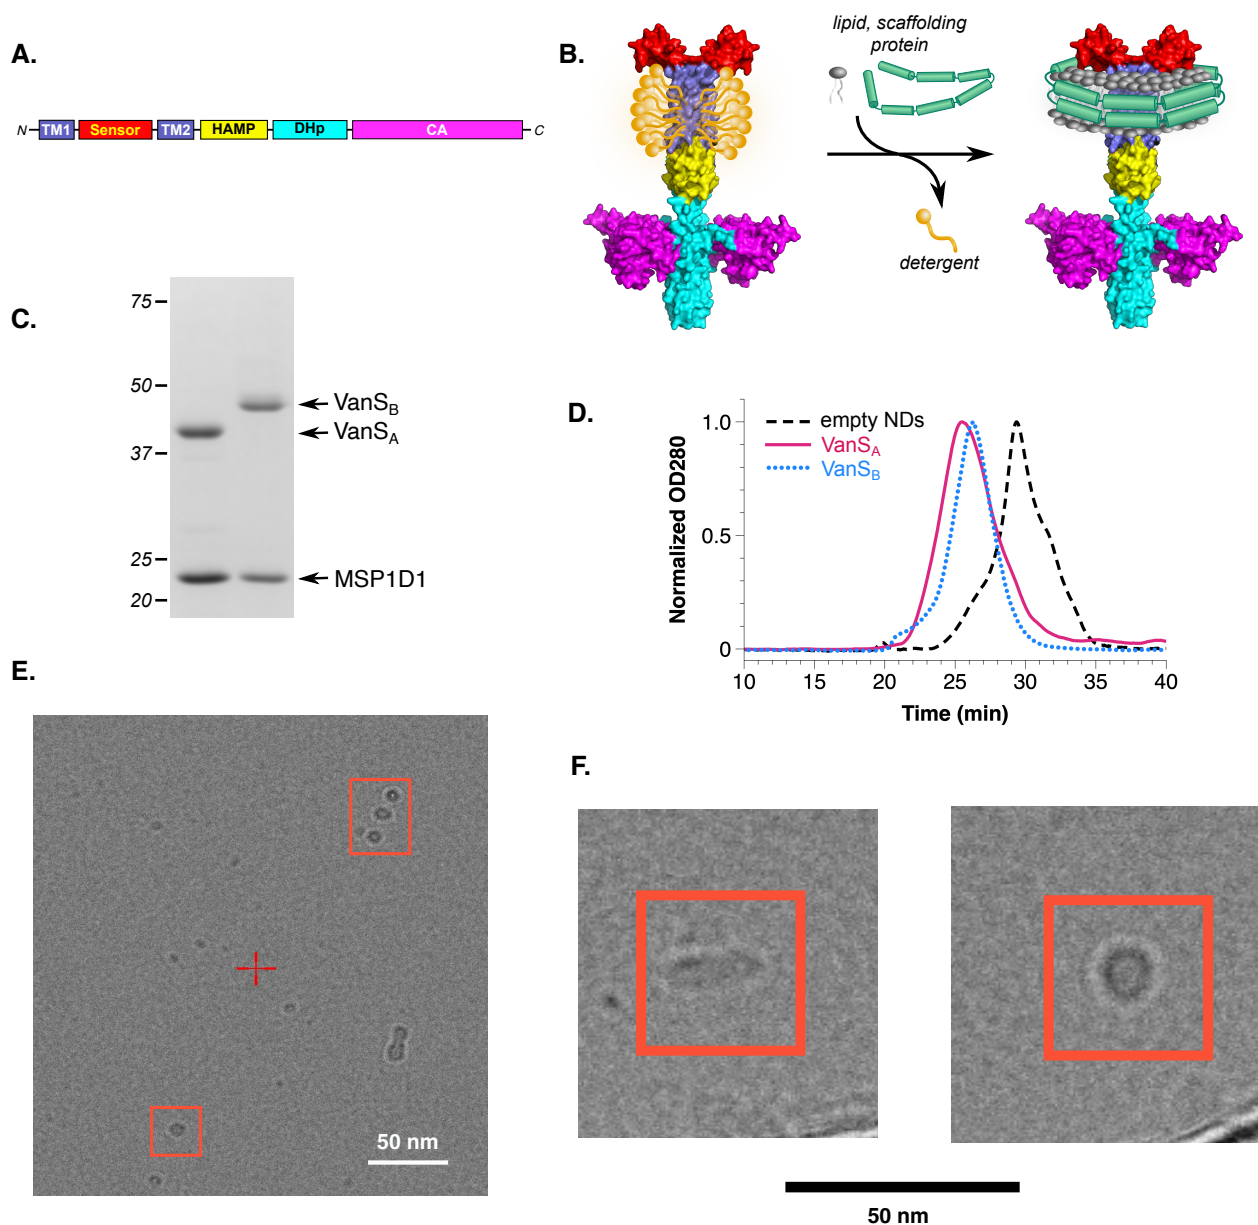 A.
N TM1 Sensor TM2 HAMP DHp CA C
B.
lipid, scaffolding
protein
detergent
C.
75
50
37
25
20
VanSB
VanSA
MSP1D1
D.
empty NDs
VanSA
VanSB
Normalized OD280
1.0
0.5
0
10 15 20 25 30 35 40
Time (min)
E.
50 nm
F.
50 nm